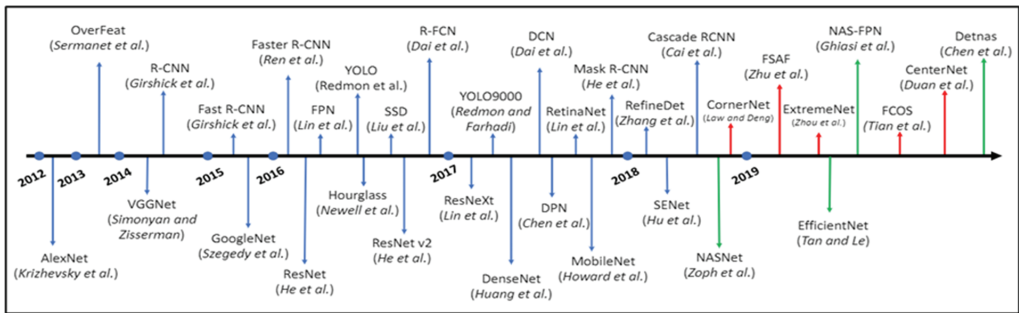 OverFeat
(Sermanet et al.)
R-CNN
(Girshick et al.)
Fast R-CNN
(Girshick et al.)
Faster R-CNN
(Ren et al.)
FPN
(Lin et al.)
YOLO
(Redmon et al.)
SSD
(Liu et al.)
R-FCN
(Dai et al.)
YOLO9000
(Redmon and
Farhadi)
DCN
(Dai et al.)
RetinaNet
(Lin et al.)
Mask R-CNN
(He et al.)
RefineDet
(Zhang et al.)
Cascade RCNN
(Cai et al.)
CornerNet
(Law and Deng)
FSAF
(Zhu et al.)
ExtremeNet
(Zhou et al.)
NAS-FPN
(Ghiasi et al.)
FCOS
(Tian et al.)
CenterNet
(Duan et al.)
Detnas
(Chen et al.)
2012
2013
2014
2015
2016
2017
2018
2019
AlexNet
(Krizhevsky et al.)
VGGNet
(Simonyan and
Zisserman)
GoogleNet
(Szegedy et al.)
ResNet
(He et al.)
Hourglass
(Newell et al.)
ResNet v2
(He et al.)
ResNeXt
(Lin et al.)
DenseNet
(Huang et al.)
DPN
(Chen et al.)
MobileNet
(Howard et al.)
SENet
(Hu et al.)
NASNet
(Zoph et al.)
EfficientNet
(Tan and Le)